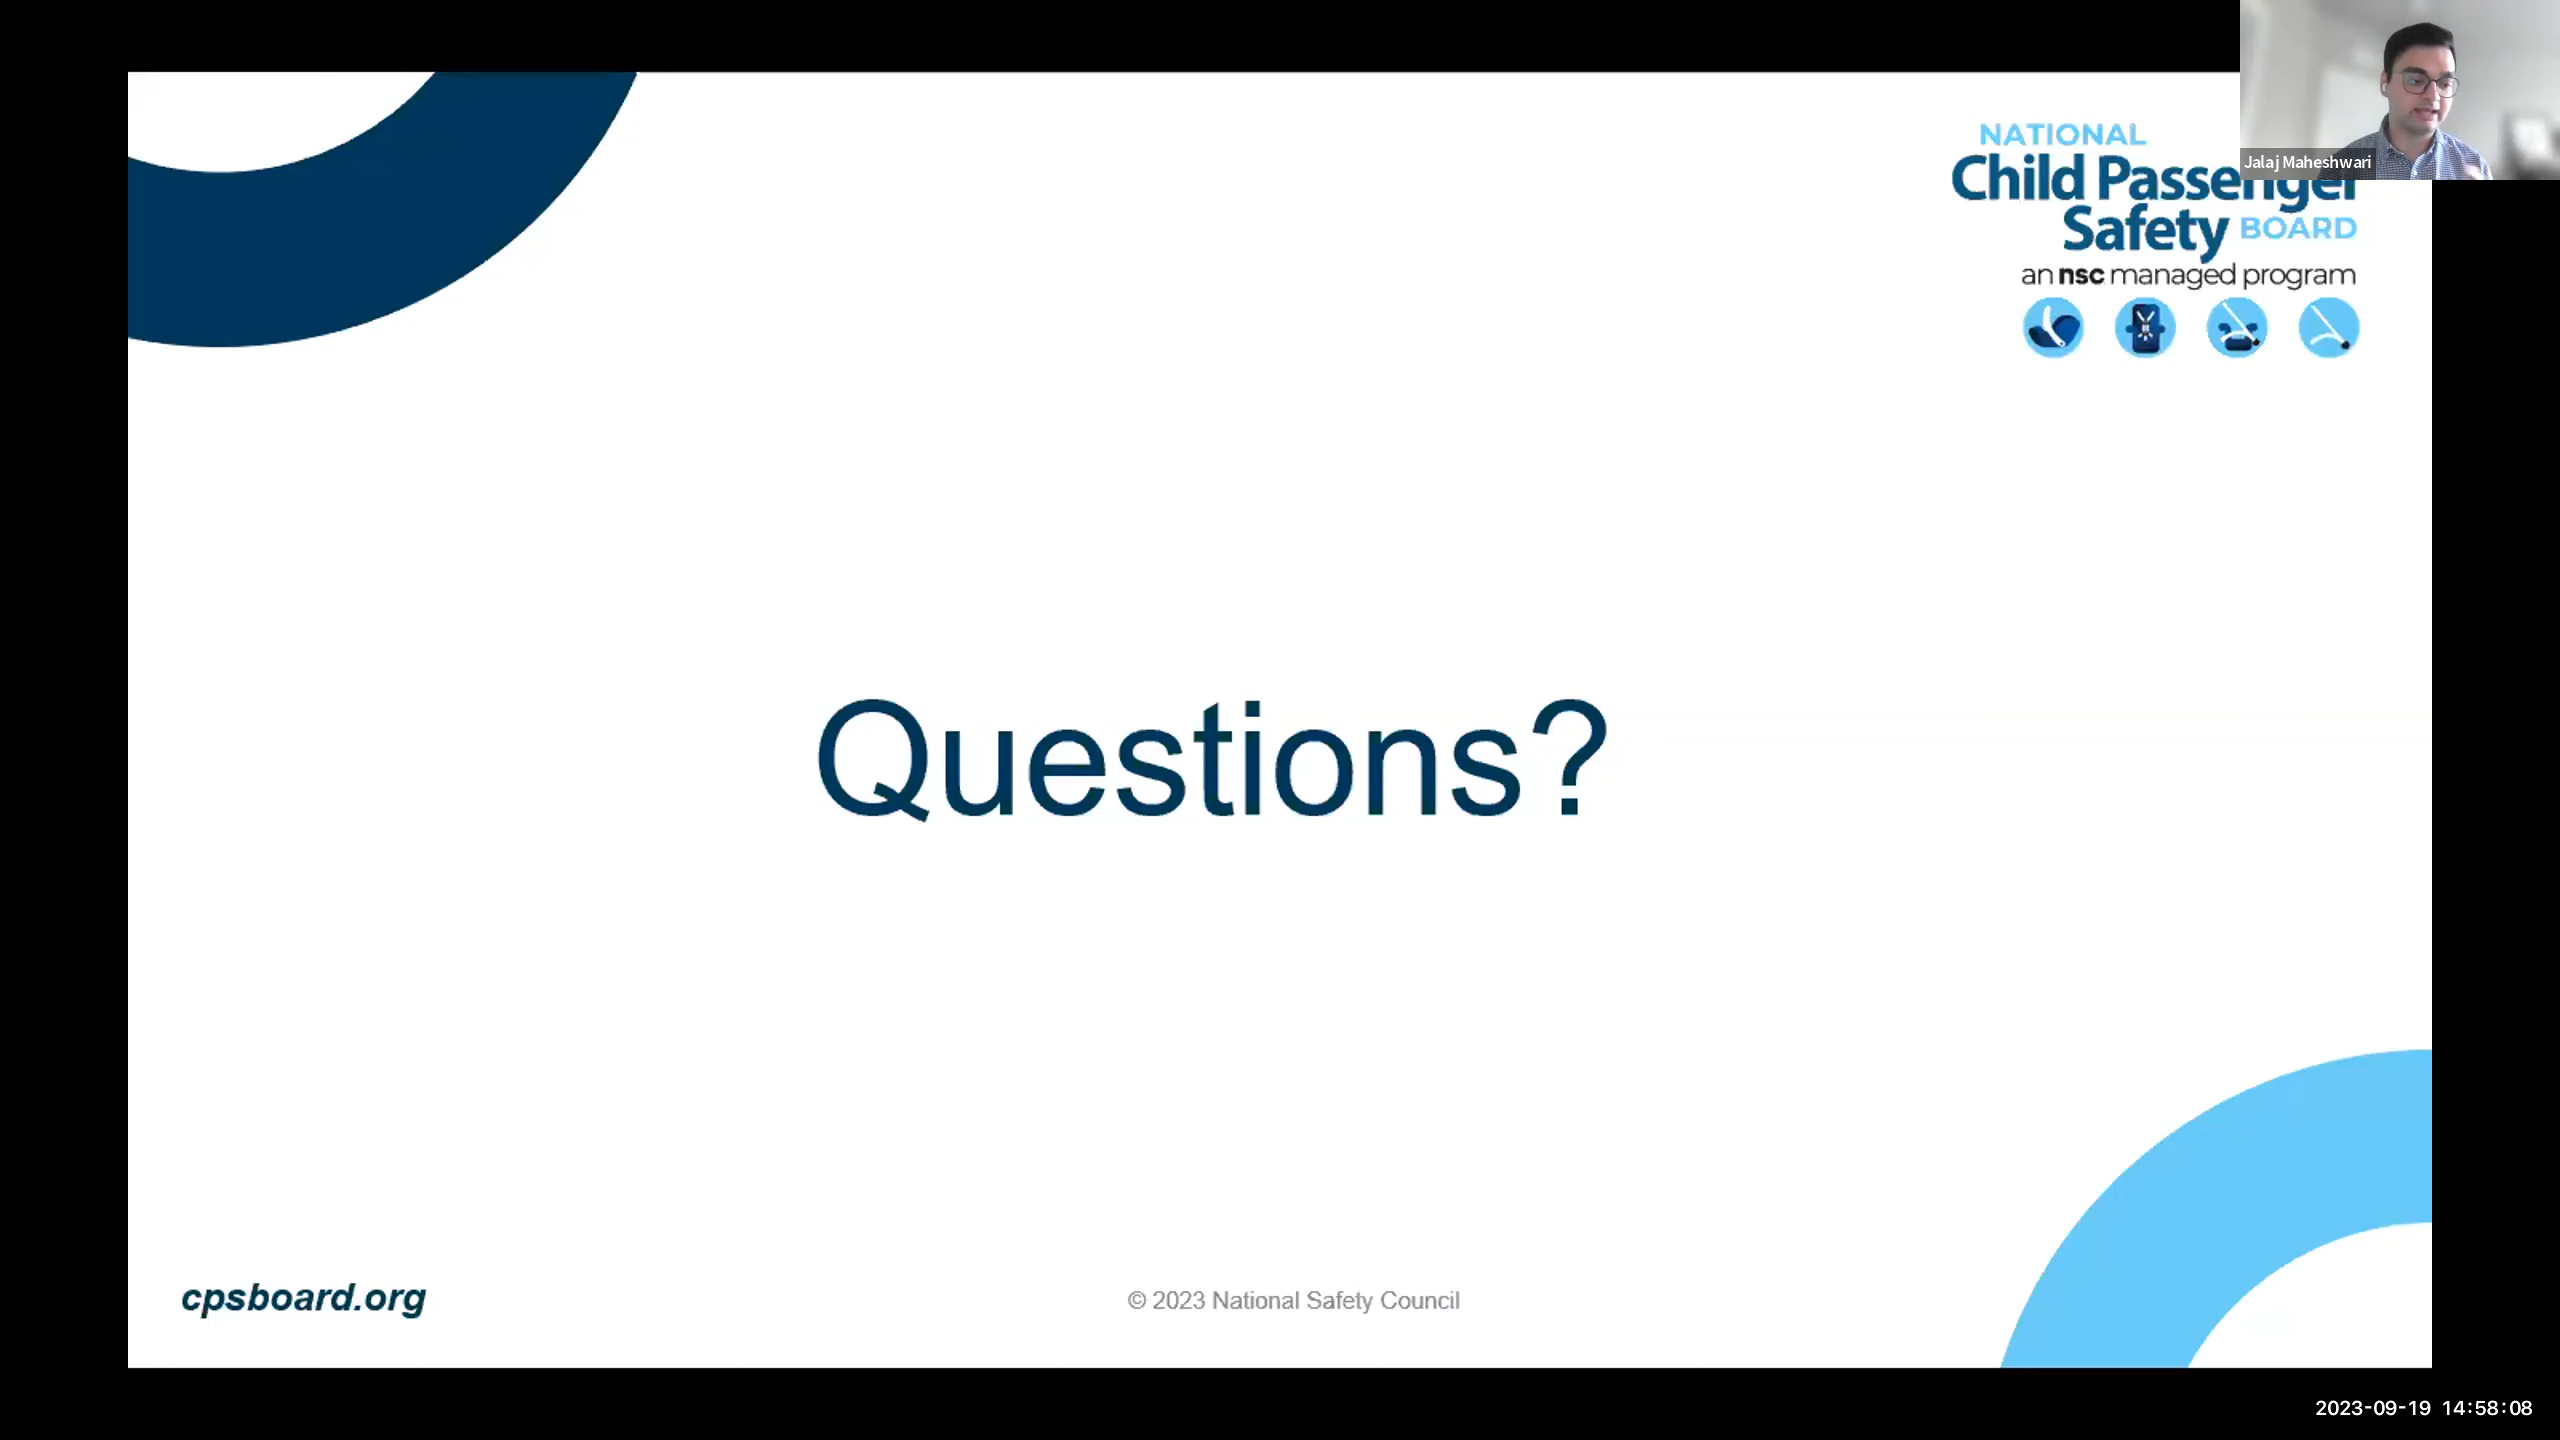 Jalaj Maheshwari
NATIONAL
Child Passenger
Safety BOARD
an nsc managed program
Questions?
cpsboard.org
© 2023 National Safety Council
2023-09-19 14:58:08